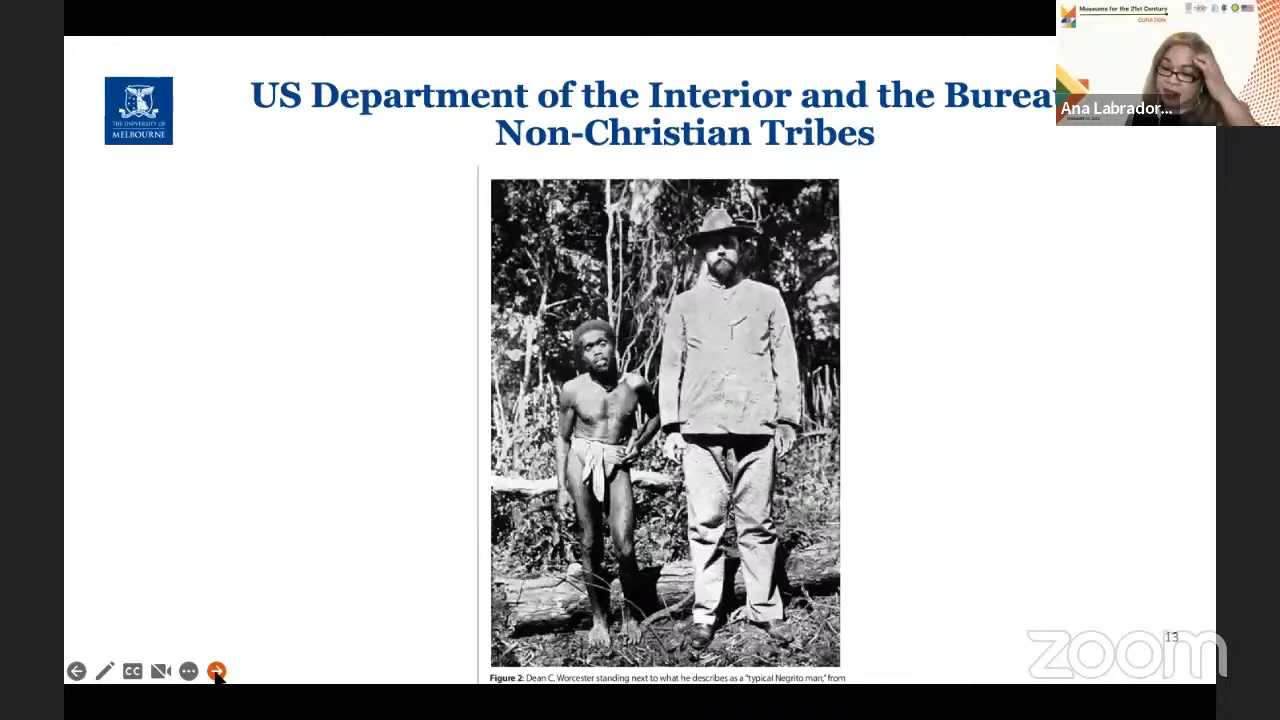 US Department of the Interior and the Burea
Non-Christian Tribes
THE UNIVERSITY OF
MELBOURNE
Museums for the 21st Century
CURATION
Ana Labrador...
CC
13
zoom
Figure 2: Dean C. Worcester standing next to what he describes as a "typical Negrito man," from